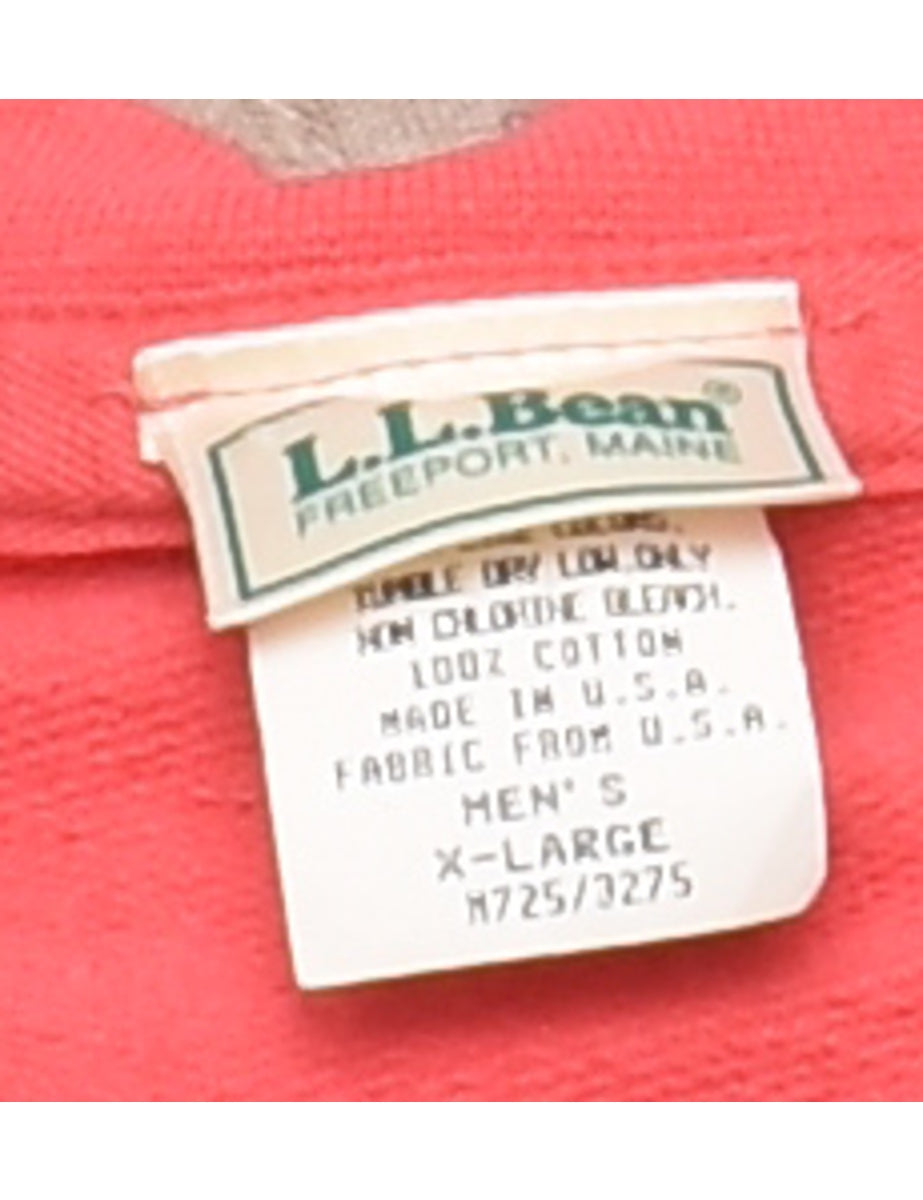 L.L.Bean®
FREEPORT, MAINE
COLORS.
TUMBLE DRY LOW.ONLY
NON CHLORINE BLEACH.
100% COTTON
MADE IN U.S.A.
FABRIC FROM U.S.A.
MEN'S
X-LARGE
M725/3275